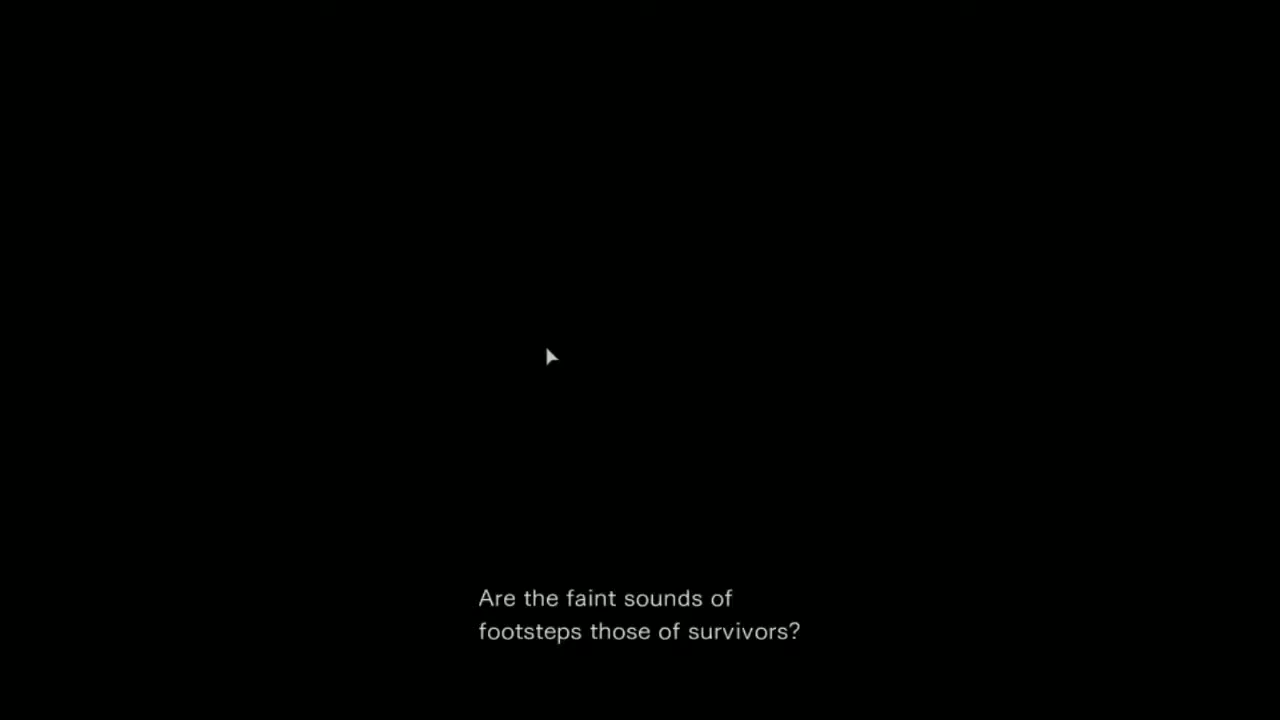 Are the faint sounds of
footsteps those of survivors?